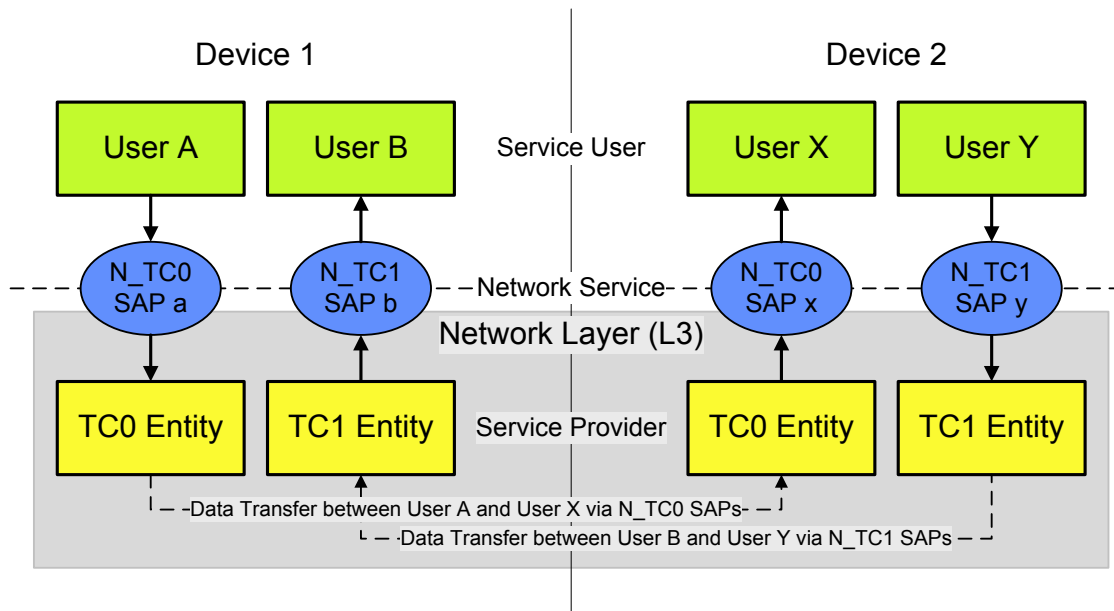 Device 1
Device 2
User A
User B
Service User
User X
User Y
N_TC0
SAP a
N_TC1
SAP b
Network Service
N_TC0
SAP x
N_TC1
SAP y
Network Layer (L3)
TC0 Entity
TC1 Entity
Service Provider
TC0 Entity
TC1 Entity
Data Transfer between User A and User X via N_TC0 SAPs
Data Transfer between User B and User Y via N_TC1 SAPs